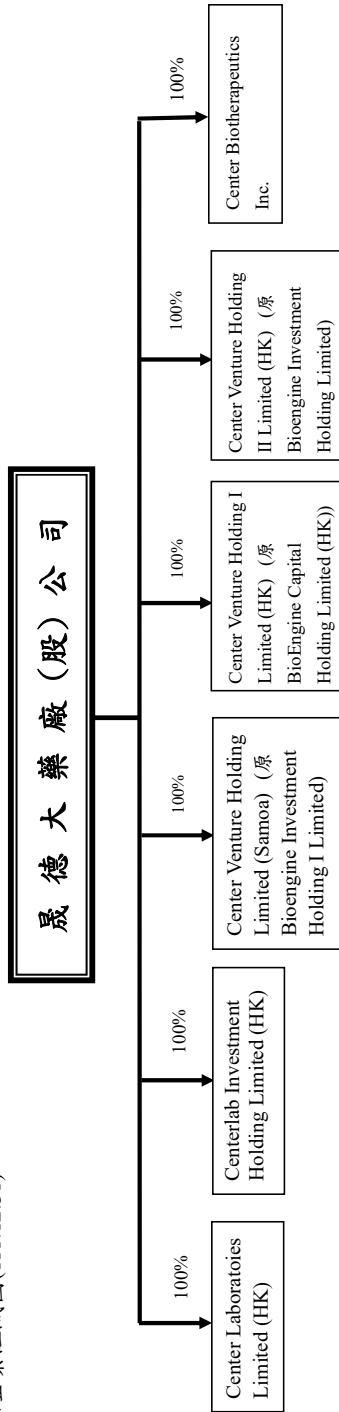 晟 德 大 藥 廠 (股) 公 司
100%
100%
100%
100%
100%
100%
Center Laboratoies
Limited (HK)
Centerlab Investment
Holding Limited (HK)
Center Venture Holding
Limited (Samoa) (原
Bioengine Investment
Holding I Limited)
Center Venture Holding I
Limited (HK) (原
BioEngine Capital
Holding Limited (HK))
Center Venture Holding
II Limited (HK) (原
Bioengine Investment
Holding Limited)
Center Biotherapeutics
Inc.